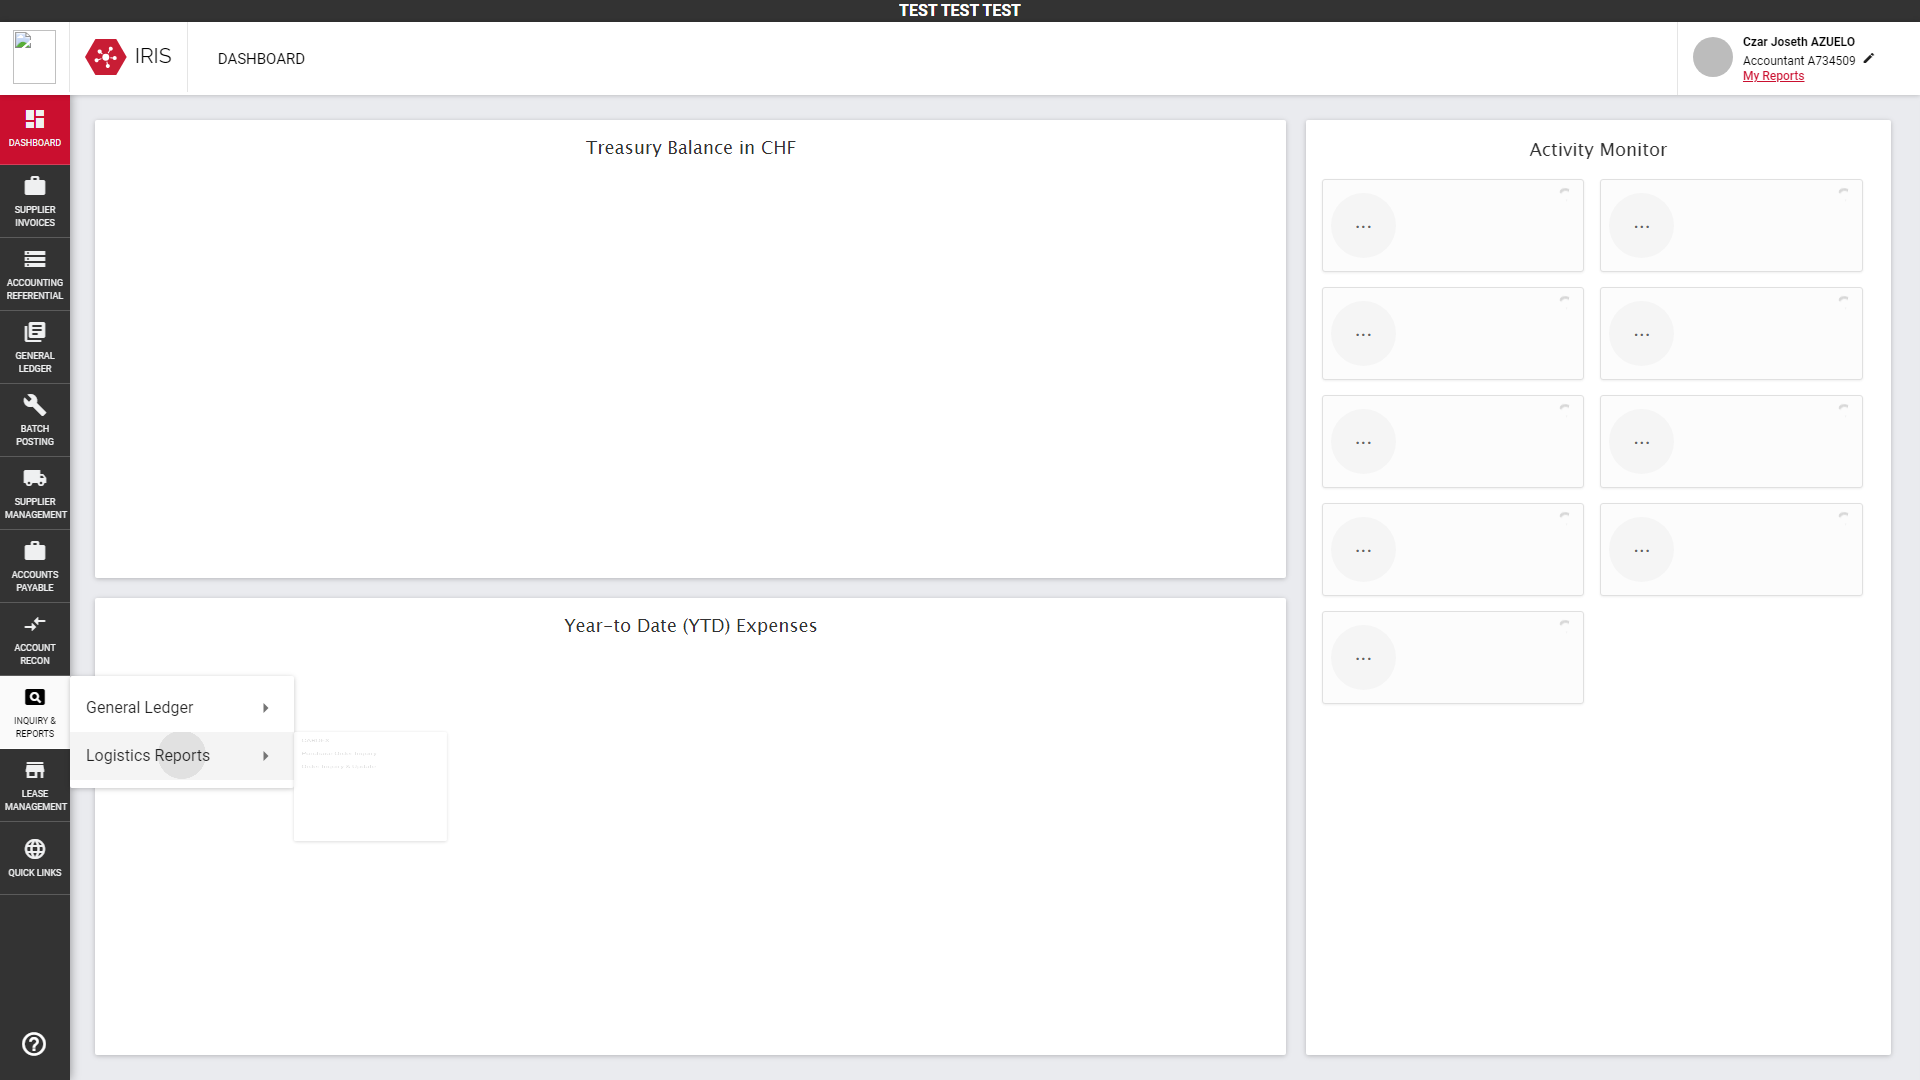 TEST TEST TEST
IRIS
DASHBOARD
Czar Joseth AZUELO
Accountant A734509
My Reports
DASHBOARD
SUPPLIER
INVOICES
ACCOUNTING
REFERENTIAL
GENERAL
LEDGER
BATCH
POSTING
SUPPLIER
MANAGEMENT
ACCOUNTS
PAYABLE
ACCOUNT
RECON
INQUIRY &
REPORTS
LEASE
MANAGEMENT
QUICK LINKS
General Ledger
Logistics Reports
Treasury Balance in CHF
Year-to Date (YTD) Expenses
Activity Monitor
...
...
...
...
...
...
...
...
...